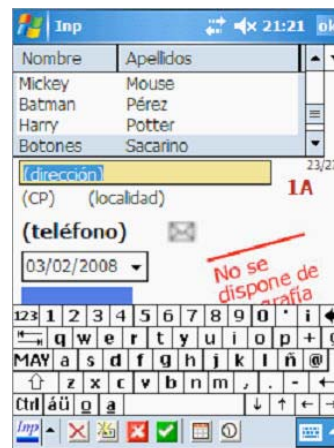 Inp 21:21 ok
Nombre Apellidos
Mickey Mouse
Batman Pérez
Harry Potter
Botones Sacarino
(dirección)
(CP) (localidad)
1A
(teléfono)
03/02/2008
No se
dispone de
123 1 2 3 4 5 6 7 8 9 0 ' i
q w e r t y u i o p + g
MAY a s d f g h j k l ñ @
z x c v b n m , . -
Ctrl áü o a ↓ ↑ ← →
Inp